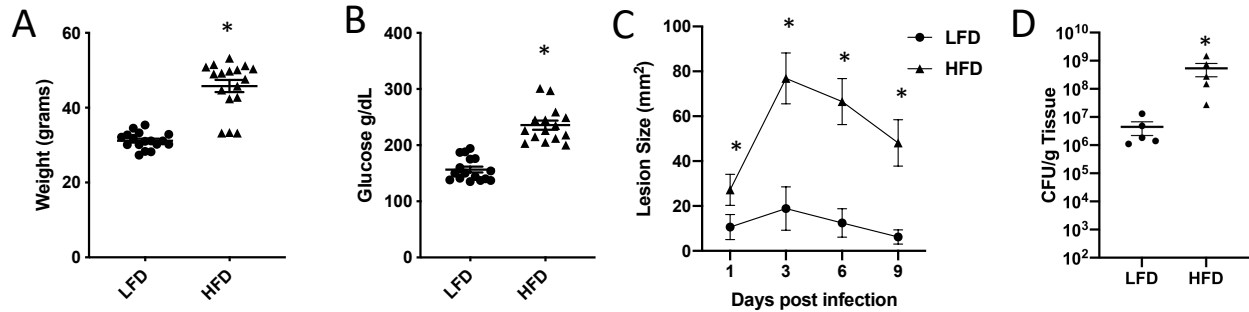 A
Weight (grams)
60
40
20
0
*
LFD
HFD
B
Glucose g/dL
400
300
200
100
0
*
LFD
HFD
C
Lesion Size (mm²)
100
80
60
40
20
0
*
*
*
*
1
3
6
9
Days post infection
LFD
HFD
D
CFU/g Tissue
10¹⁰
10⁹
10⁸
10⁷
10⁶
10⁵
10⁴
10³
10²
*
LFD
HFD